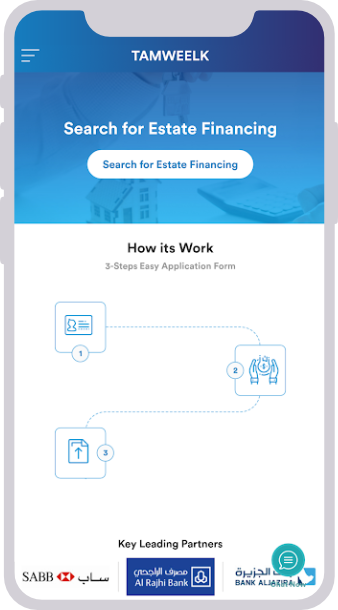 TAMWEELK
Search for Estate Financing
Search for Estate Financing
How its Work
3-Steps Easy Application Form
1
2
3
Key Leading Partners
SABB ساب
مصرف الراجحي
Al Rajhi Bank
الجزيرة
BANK ALJAZIRA